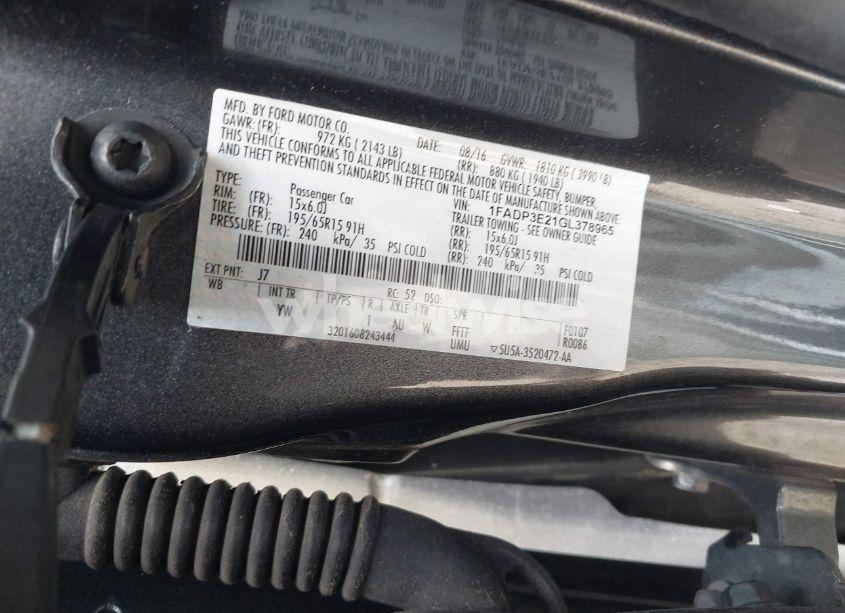 MFD. BY FORD MOTOR CO.
DATE: 08/16 GVWR: 1810 KG ( 3990 lB)
GAWR: (FR): 972 KG ( 2143 LB) (RR): 880 KG ( 1940 LB)
THIS VEHICLE CONFORMS TO ALL APPLICABLE FEDERAL MOTOR VEHICLE SAFETY, BUMPER,
AND THEFT PREVENTION STANDARDS IN EFFECT ON THE DATE OF MANUFACTURE SHOWN ABOVE.
VIN: 1FADP3E21GL378965
TYPE: Passenger Car TRAILER TOWING - SEE OWNER GUIDE
RIM: (FR): 15x6.0J (RR): 15x6.0J
TIRE: (FR): 195/65R15 91H (RR): 195/65R15 91H
PRESSURE: (FR): 240 kPa/ 35 PSI COLD (RR): 240 kPa/ 35 PSI COLD
EXT PNT: J7 RC: 52 DSO:
WB INT TR TP/PS R AXLE TR SPR
YW 1 AU W FFFF F0107
3201608243444 UMU R0086
▽5U5A-3520472-AA